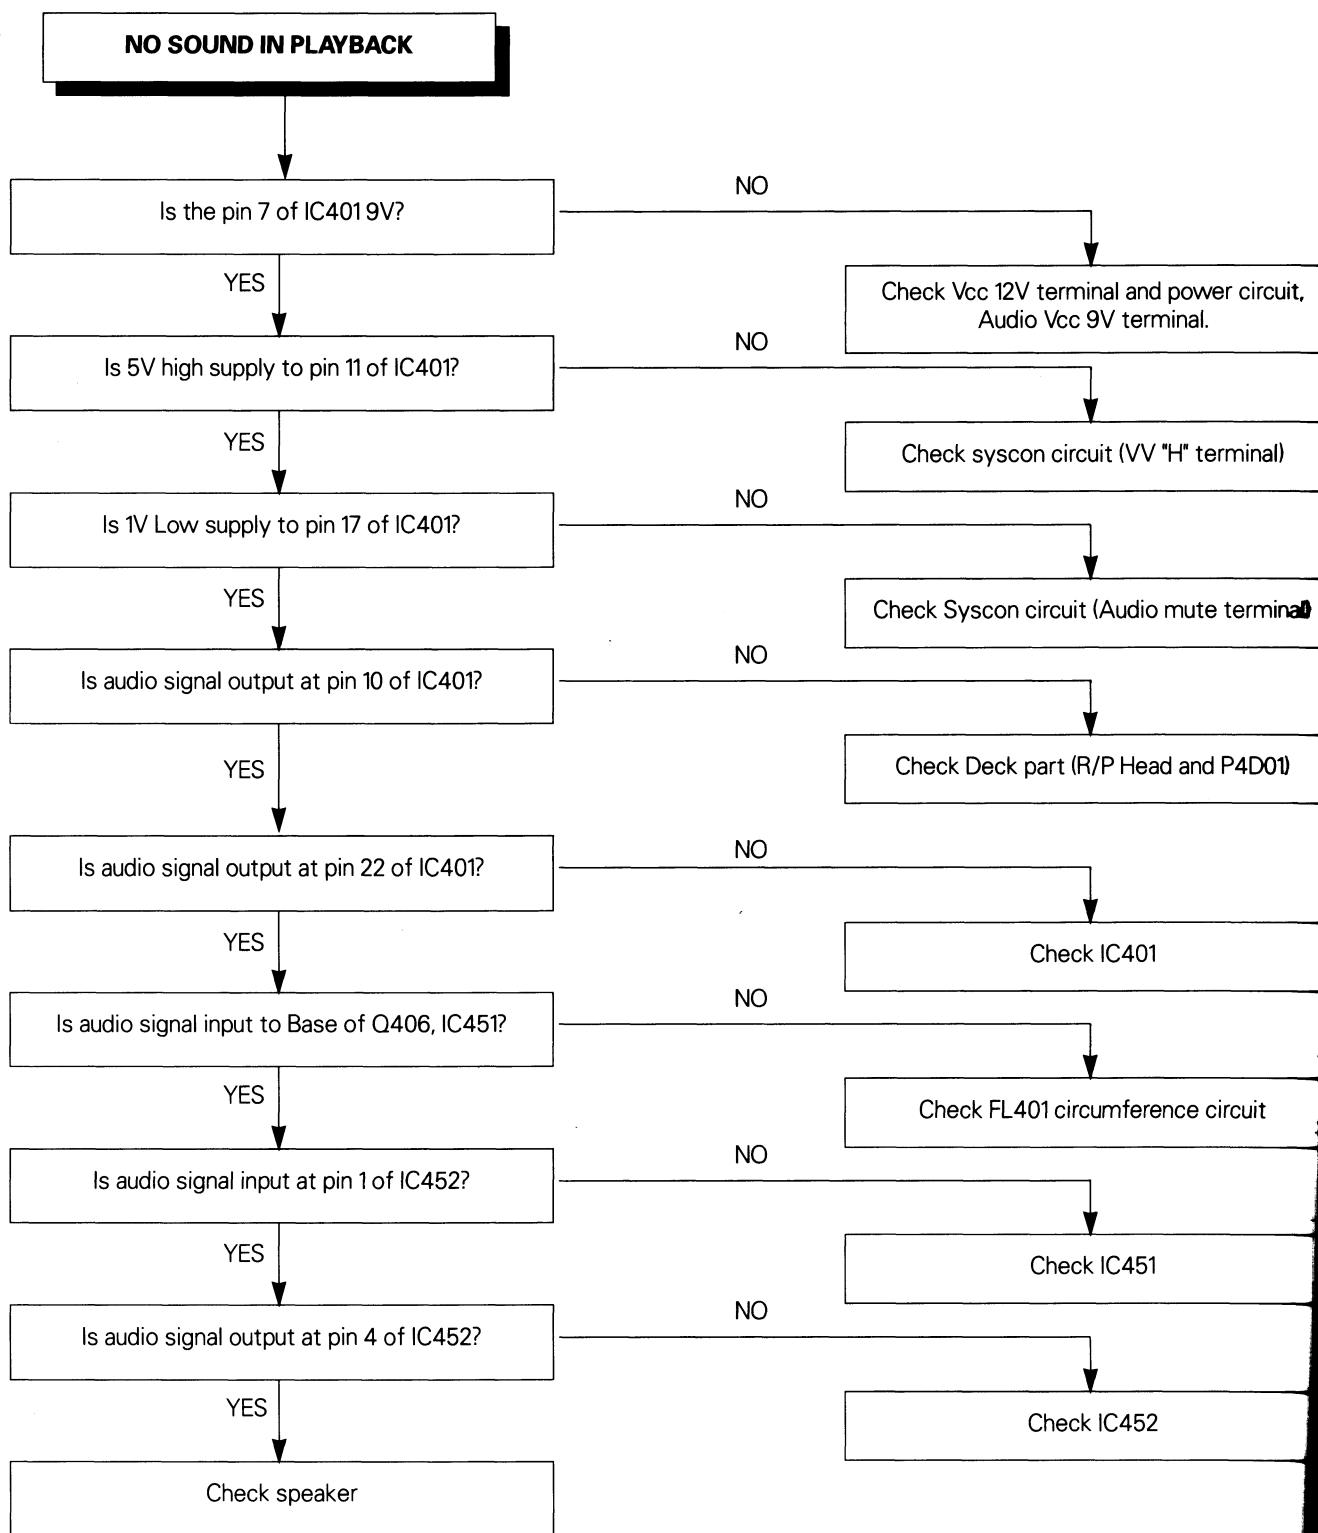 NO SOUND IN PLAYBACK
Is the pin 7 of IC401 9V?
NO
YES
Check Vcc 12V terminal and power circuit,
Audio Vcc 9V terminal.
Is 5V high supply to pin 11 of IC401?
NO
YES
Check syscon circuit (VV "H" terminal)
Is 1V Low supply to pin 17 of IC401?
NO
YES
Check Syscon circuit (Audio mute terminal)
Is audio signal output at pin 10 of IC401?
NO
YES
Check Deck part (R/P Head and P4D01)
Is audio signal output at pin 22 of IC401?
NO
YES
Check IC401
Is audio signal input to Base of Q406, IC451?
NO
YES
Check FL401 circumference circuit
Is audio signal input at pin 1 of IC452?
NO
YES
Check IC451
Is audio signal output at pin 4 of IC452?
NO
YES
Check IC452
Check speaker